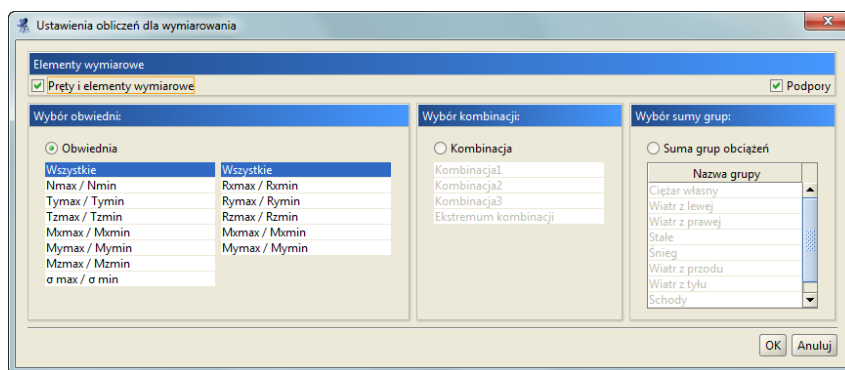 Ustawienia obliczeń dla wymiarowania
Elementy wymiarowe
Pręty i elementy wymiarowe
Podpory
Wybór obwiedni:
Obwiednia
Wszystkie
Nmax / Nmin
Tymax / Tymin
Tzmax / Tzmin
Mxmax / Mxmin
Mymax / Mymin
Mzmax / Mzmin
σ max / σ min
Wszystkie
Rxmax / Rxmin
Rymax / Rymin
Rzmax / Rzmin
Mxmax / Mxmin
Mymax / Mymin
Wybór kombinacji:
Kombinacja
Kombinacja1
Kombinacja2
Kombinacja3
Ekstremum kombinacji
Wybór sumy grup:
Suma grup obciążeń
Nazwa grupy
Ciężar własny
Wiatr z lewej
Wiatr z prawej
Stałe
Śnieg
Wiatr z przodu
Wiatr z tyłu
Schody
OK
Anuluj